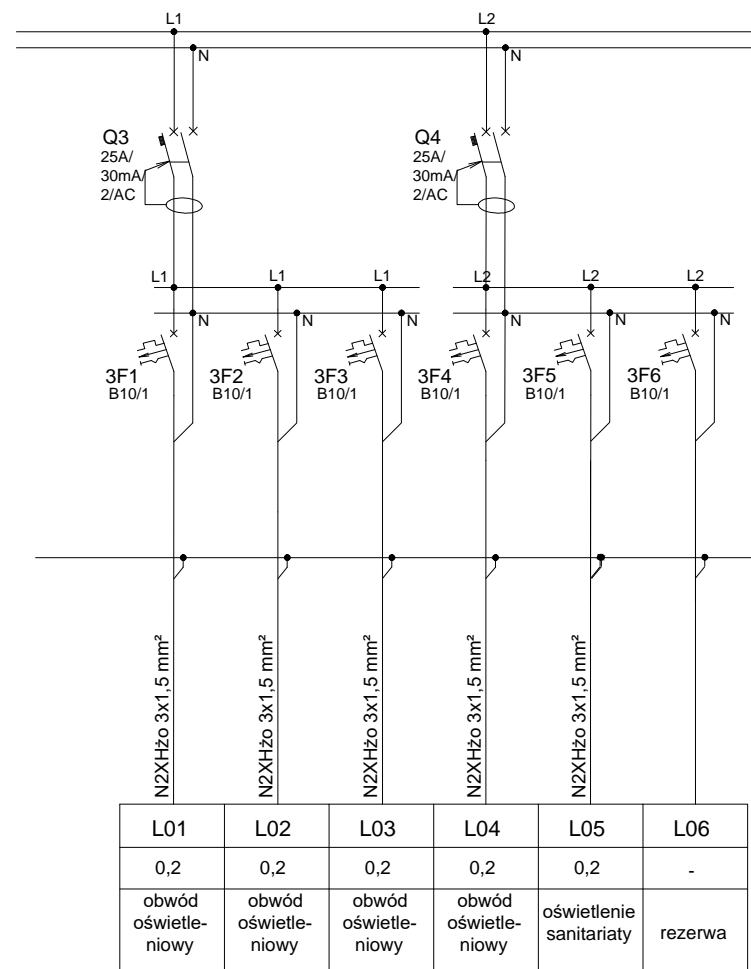 L1 L2
N N
Q3 Q4
25A/ 25A/
30mA/ 30mA/
2/AC 2/AC
L1 L1 L1 L2 L2 L2
N N N N N N
3F1 3F2 3F3 3F4 3F5 3F6
B10/1 B10/1 B10/1 B10/1 B10/1 B10/1
N2XHżo 3x1,5 mm²
N2XHżo 3x1,5 mm²
N2XHżo 3x1,5 mm²
N2XHżo 3x1,5 mm²
N2XHżo 3x1,5 mm²
L01 L02 L03 L04 L05 L06
0,2 0,2 0,2 0,2 0,2 -
obwód
oświetle-
niowy
obwód
oświetle-
niowy
obwód
oświetle-
niowy
obwód
oświetle-
niowy
oświetlenie
sanitariaty
rezerwa